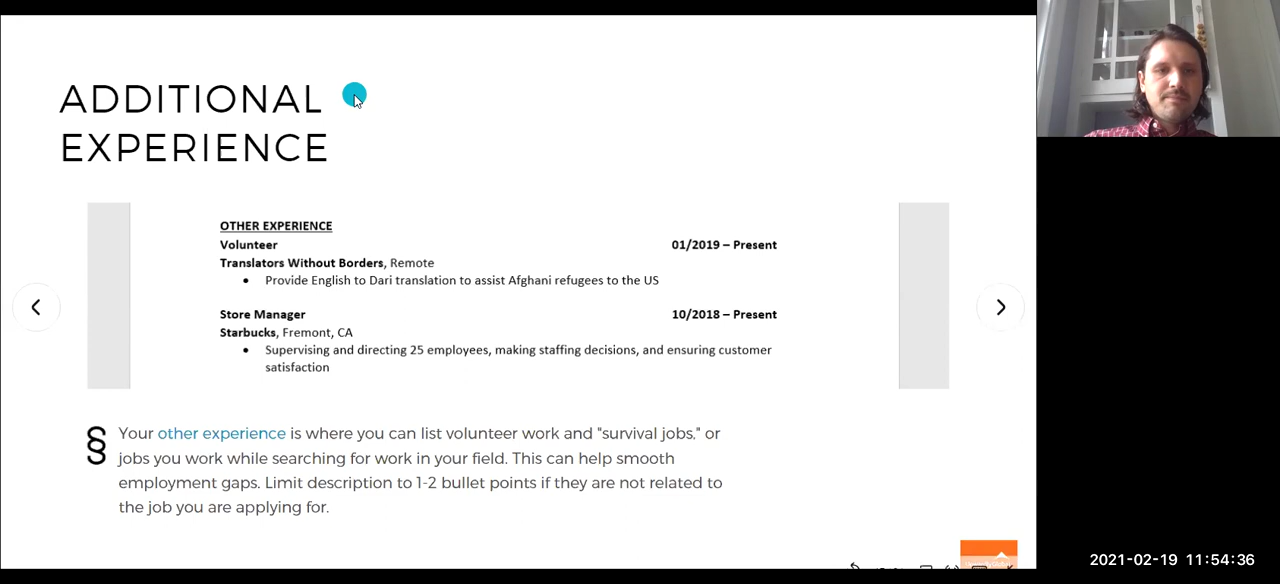 ADDITIONAL
EXPERIENCE
OTHER EXPERIENCE
Volunteer 01/2019 – Present
Translators Without Borders, Remote
• Provide English to Dari translation to assist Afghani refugees to the US
Store Manager 10/2018 – Present
Starbucks, Fremont, CA
• Supervising and directing 25 employees, making staffing decisions, and ensuring customer
satisfaction
§ Your other experience is where you can list volunteer work and "survival jobs," or
jobs you work while searching for work in your field. This can help smooth
employment gaps. Limit description to 1-2 bullet points if they are not related to
the job you are applying for.
2021-02-19 11:54:36